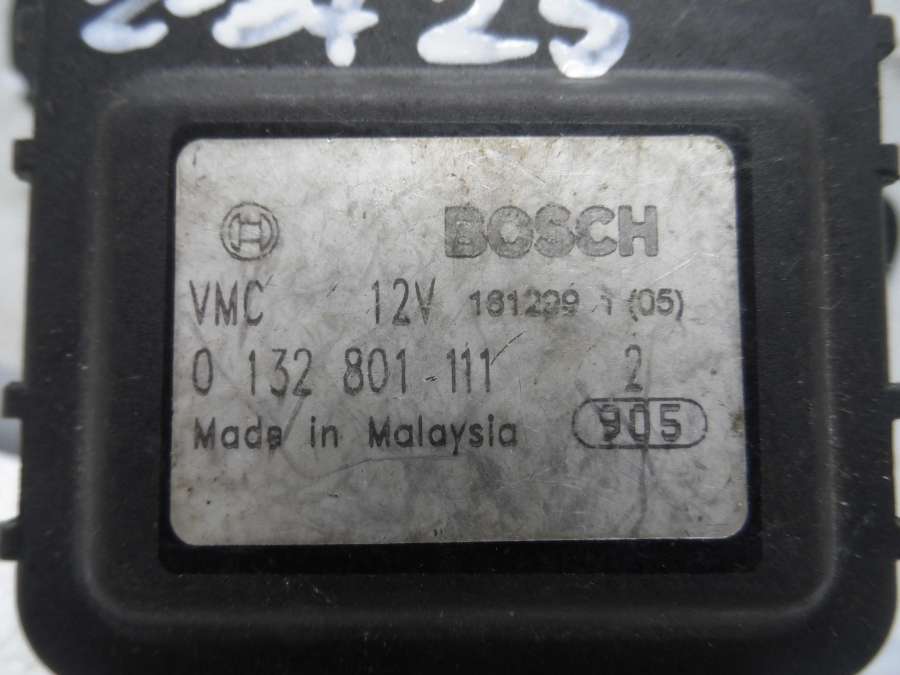 BOSCH
VMC 12V 161299 1 (05)
0 132 801 111 2
Made in Malaysia 905